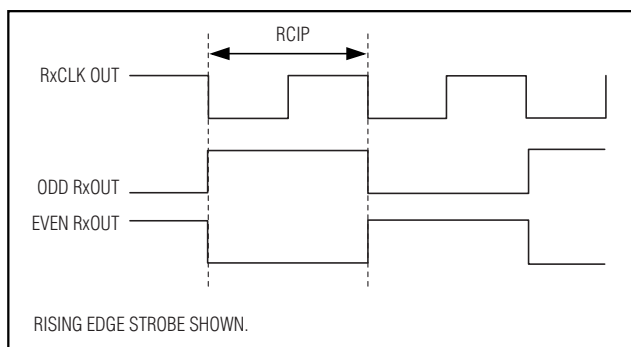 RCIP
RxCLK OUT
ODD RxOUT
EVEN RxOUT
RISING EDGE STROBE SHOWN.